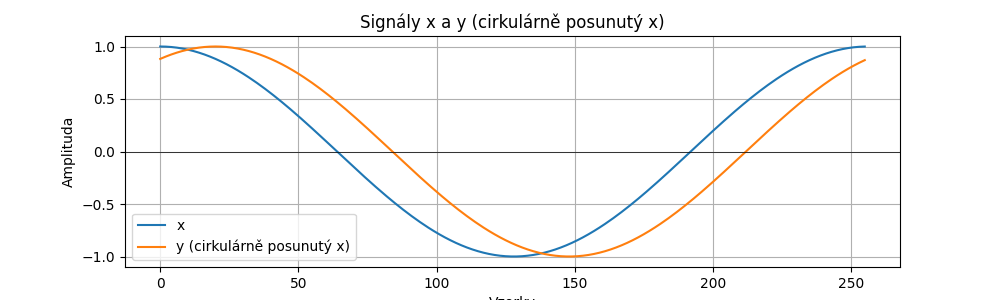 Signály x a y (cirkulárně posunutý x)
Amplituda
1.0
0.5
0.0
−0.5
−1.0
x
y (cirkulárně posunutý x)
0 50 100 150 200 250
Vzorky